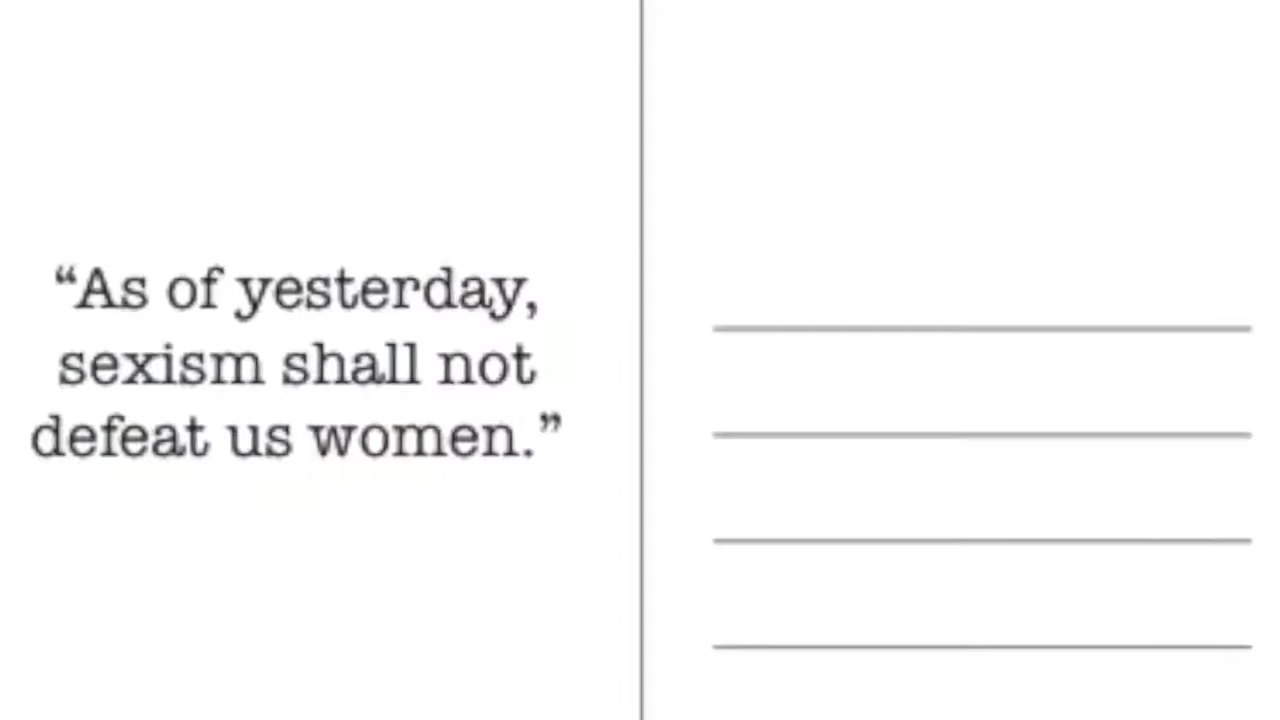 “As of yesterday,
sexism shall not
defeat us women.”